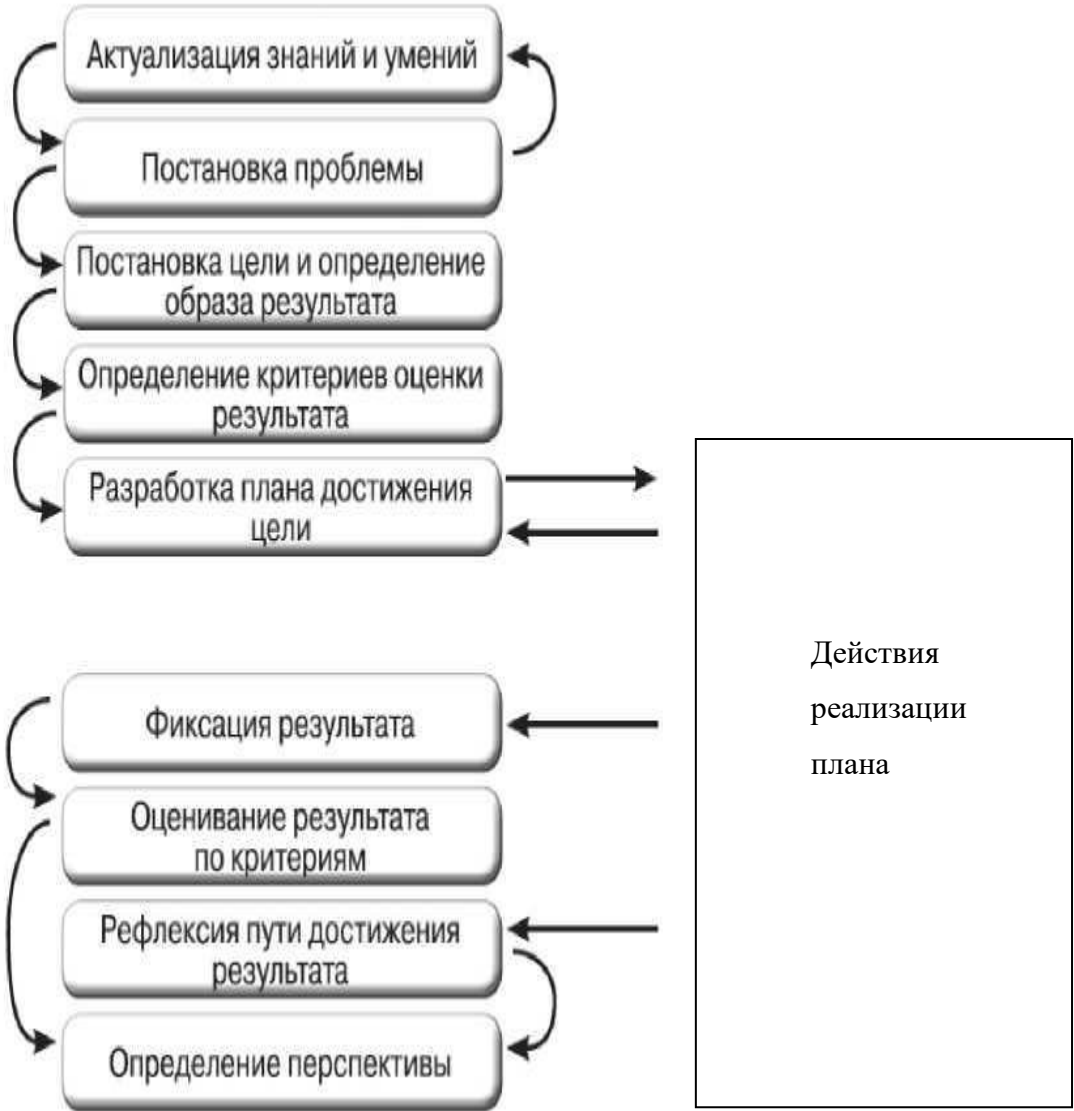 Актуализация знаний и умений
Постановка проблемы
Постановка цели и определение
образа результата
Определение критериев оценки
результата
Разработка плана достижения
цели
Фиксация результата
Оценивание результата
по критериям
Рефлексия пути достижения
результата
Определение перспективы
Действия
реализации
плана